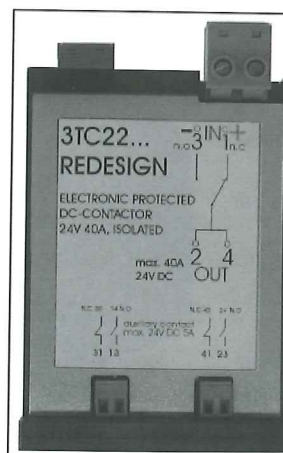 3TC22... − IN +
3 1
n.o n.c
REDESIGN
ELECTRONIC PROTECTED
DC-CONTACTOR
24V 40A, ISOLATED
2 4
max. 40A
24V DC OUT
N.O N.O
auxiliary contact
max. 24V DC 5A
31 13 41 23